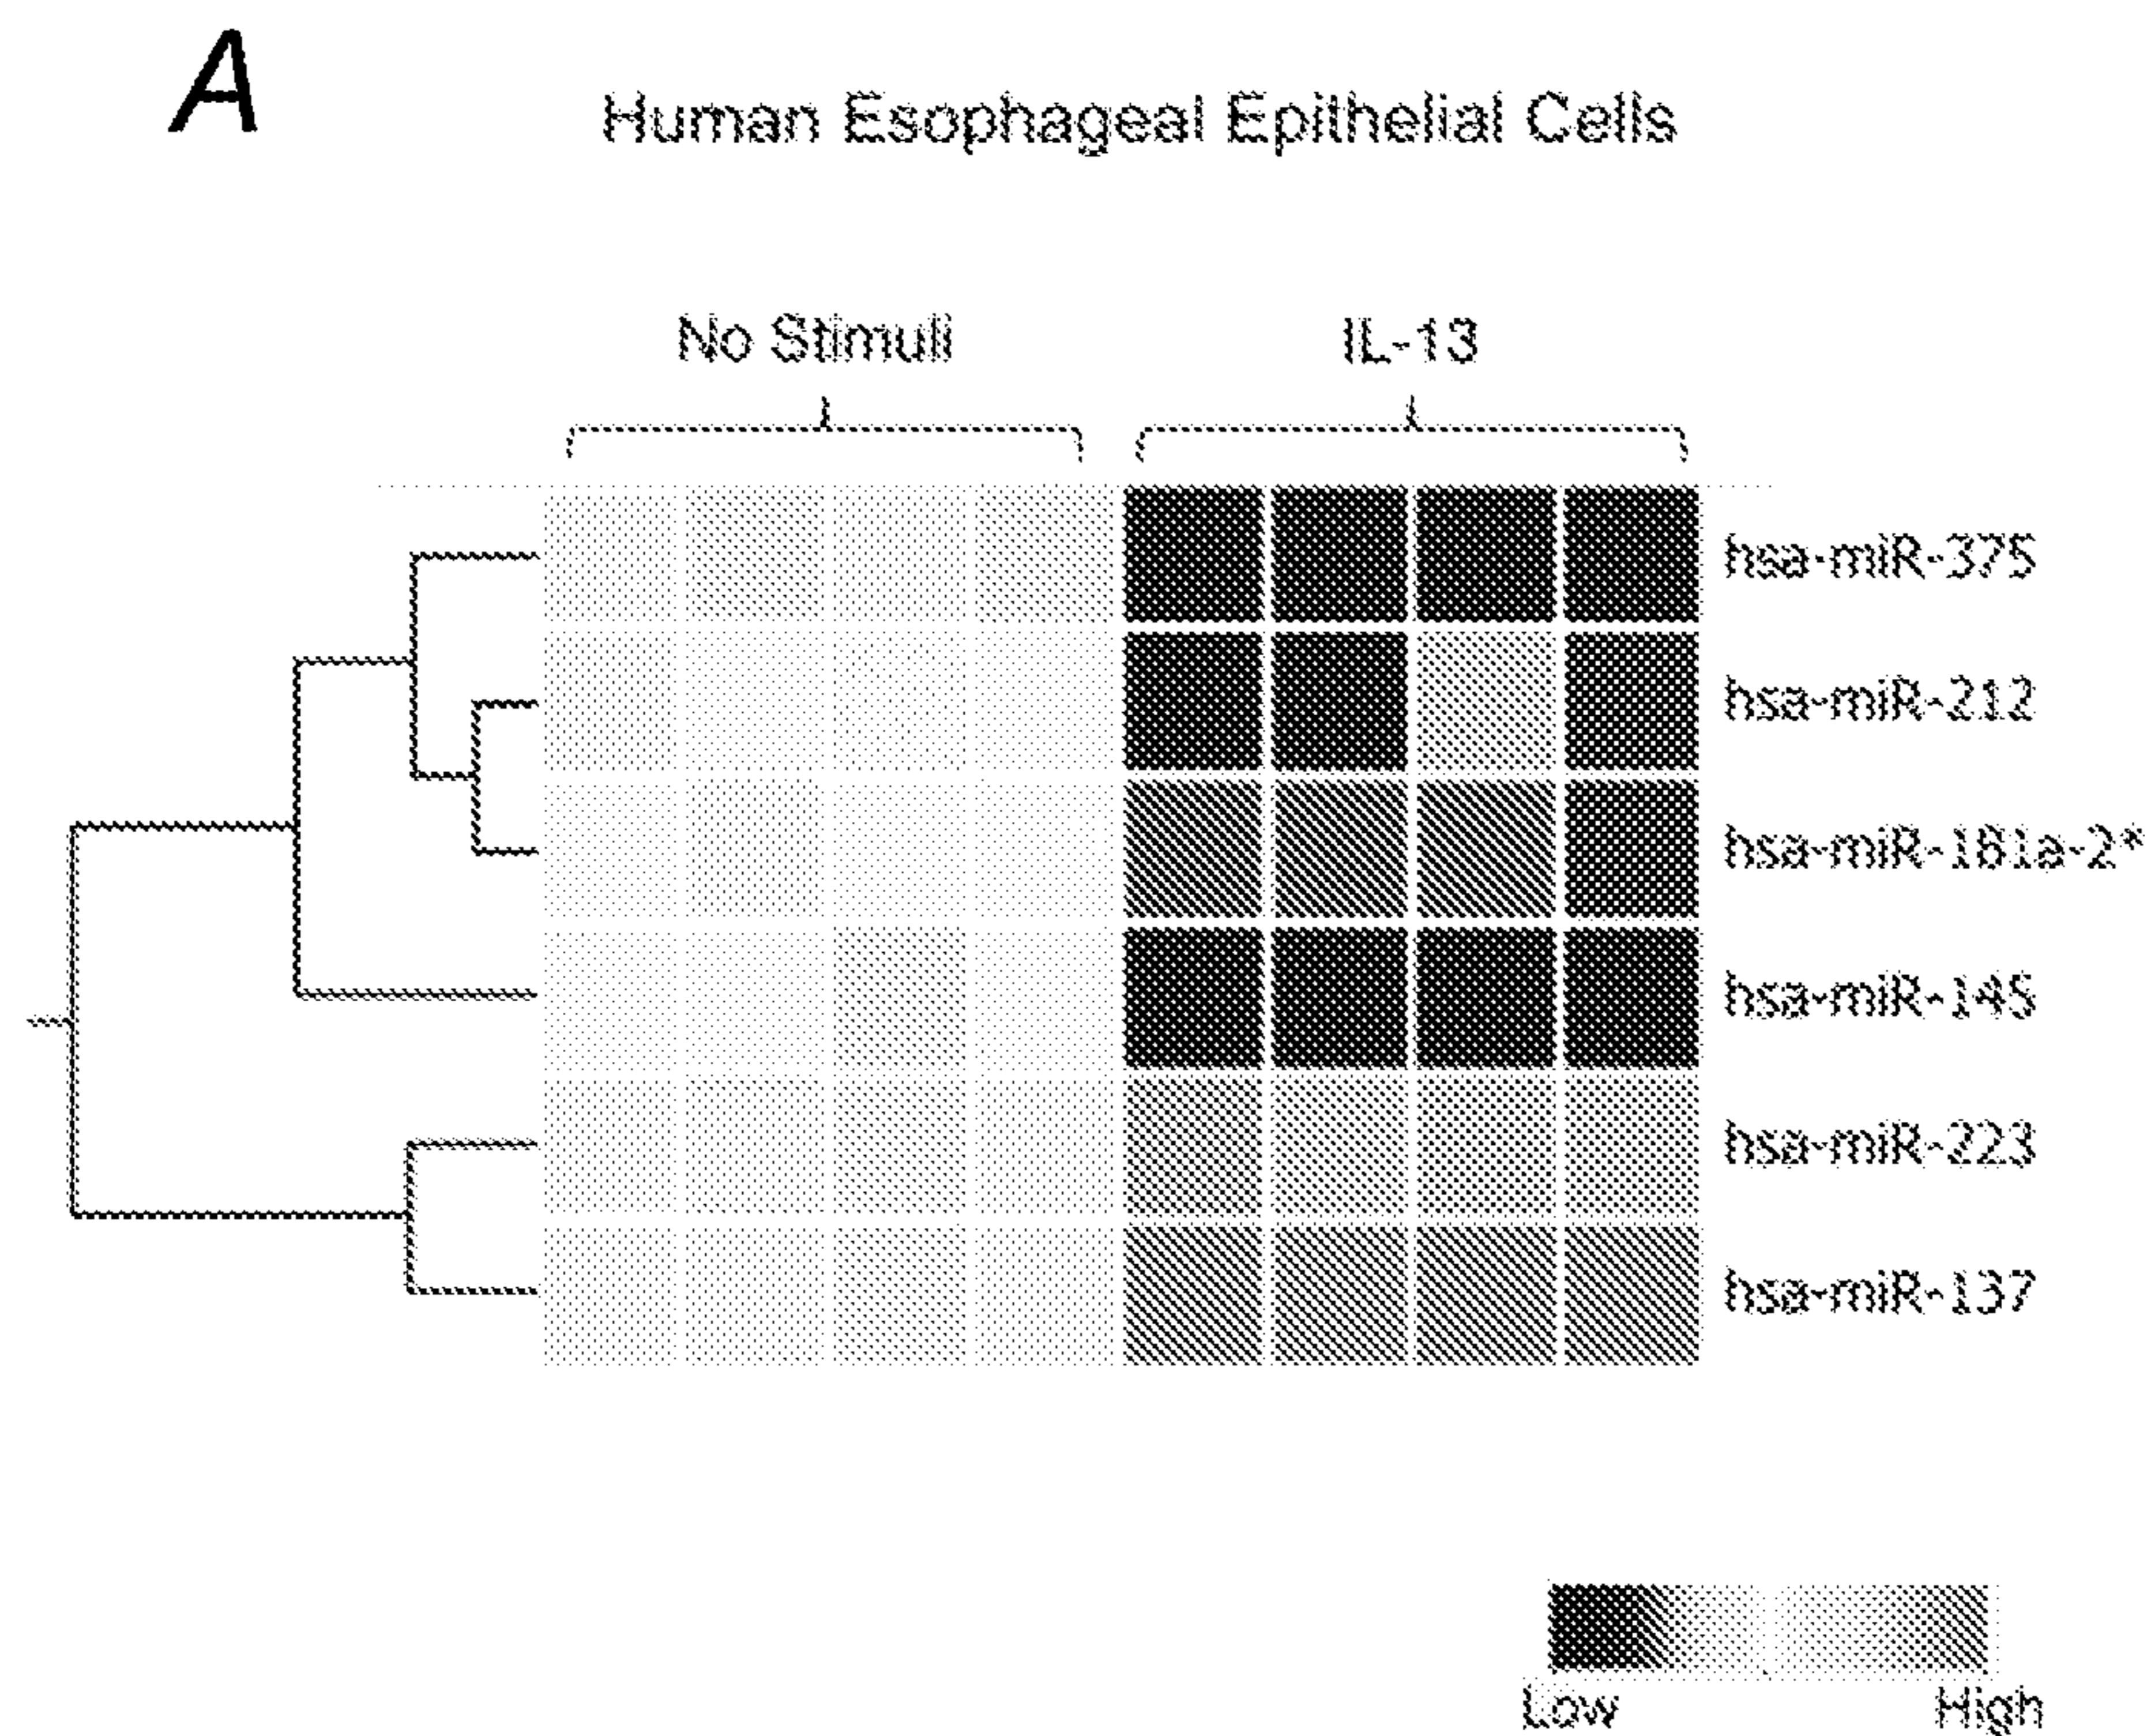 A
Human Esophageal Epithelial Cells
No Stimuli
IL-13
hsa-miR-375
hsa-miR-212
hsa-miR-181a-2*
hsa-miR-145
hsa-miR-223
hsa-miR-137
Low
High